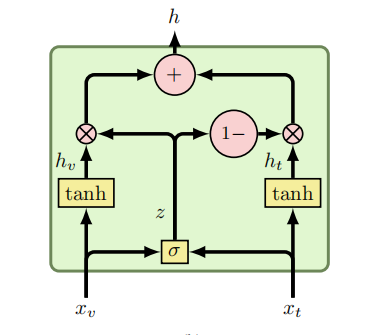 h
+
1−
h_v
h_t
tanh
tanh
z
σ
x_v
x_t